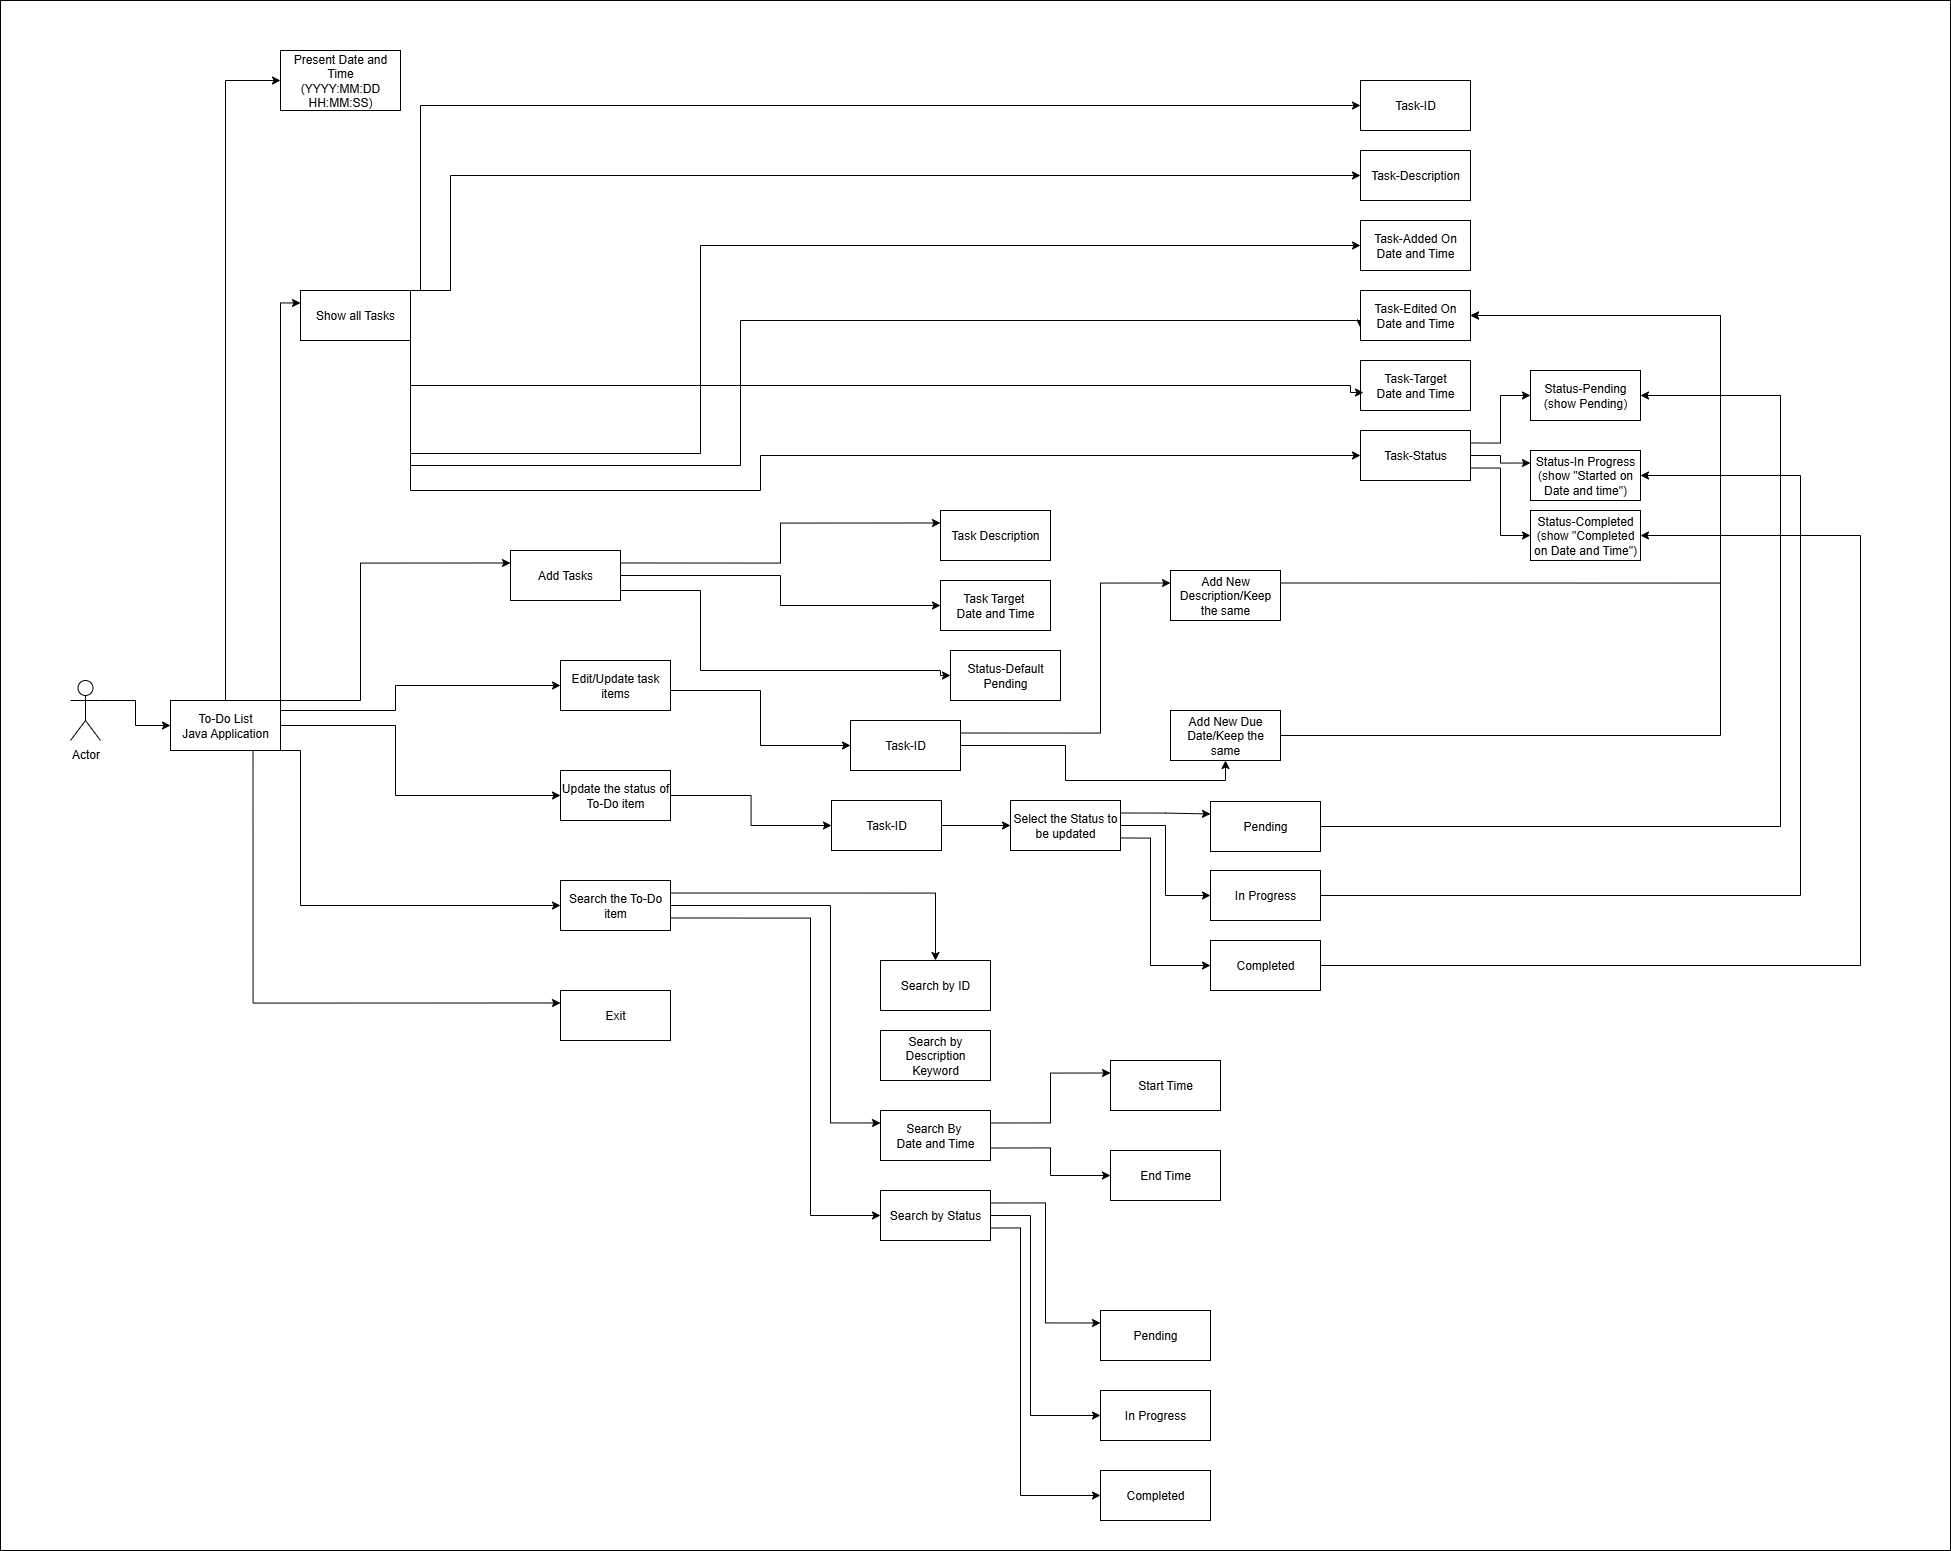 Present Date and
Time
(YYYY:MM:DD
HH:MM:SS)
Task-ID
Task-Description
Task-Added On
Date and Time
Show all Tasks
Task-Edited On
Date and Time
Task-Target
Date and Time
Status-Pending
(show Pending)
Task-Status
Status-In Progress
(show "Started on
Date and time")
Status-Completed
(show "Completed
on Date and Time")
Task Description
Add Tasks
Task Target
Date and Time
Add New
Description/Keep
the same
Status-Default
Pending
Edit/Update task
items
Actor
To-Do List
Java Application
Task-ID
Add New Due
Date/Keep the
same
Update the status of
To-Do item
Task-ID
Select the Status to
be updated
Pending
In Progress
Completed
Search the To-Do
item
Search by ID
Exit
Search by
Description
Keyword
Search By
Date and Time
Start Time
End Time
Search by Status
Pending
In Progress
Completed